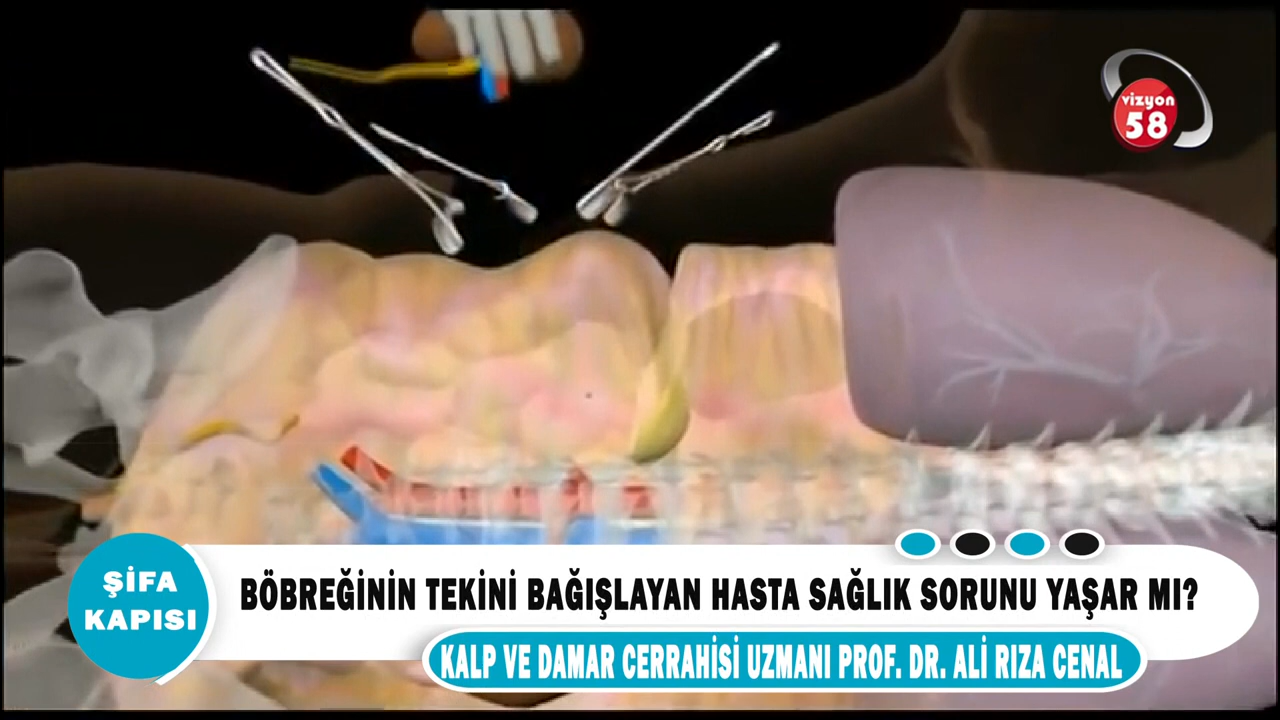 vizyon
58
ŞİFA
KAPISI
BÖBREĞİNİN TEKİNİ BAĞIŞLAYAN HASTA SAĞLIK SORUNU YAŞAR MI?
KALP VE DAMAR CERRAHİSİ UZMANI PROF. DR. ALİ RIZA CENAL